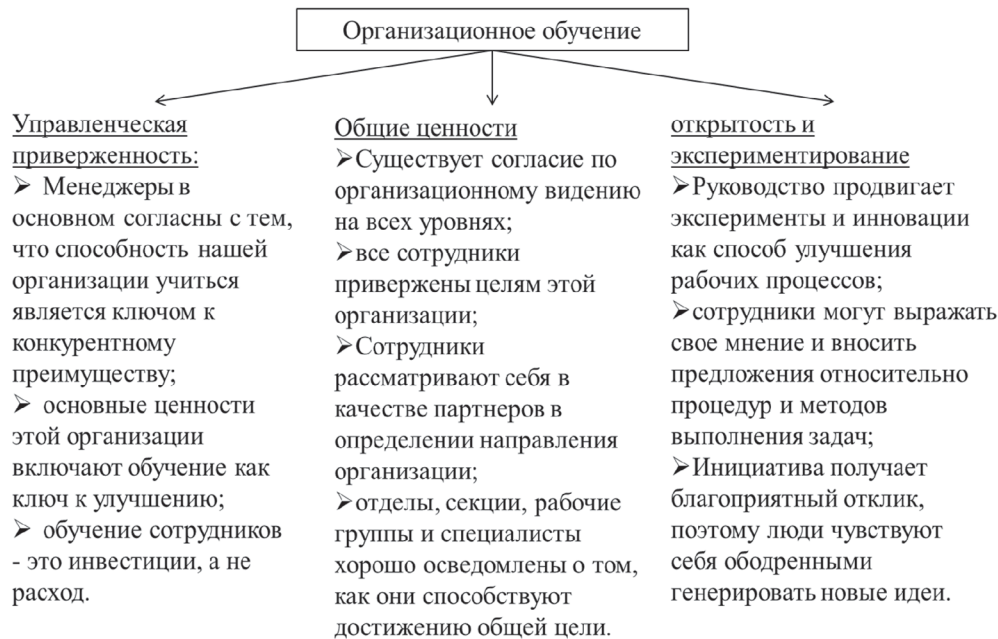 Организационное обучение
Управленческая
приверженность:
➢ Менеджеры в
основном согласны с тем,
что способность нашей
организации учиться
является ключом к
конкурентному
преимуществу;
➢ основные ценности
этой организации
включают обучение как
ключ к улучшению;
➢ обучение сотрудников
- это инвестиции, а не
расход.
Общие ценности
➢Существует согласие по
организационному видению
на всех уровнях;
➢все сотрудники
привержены целям этой
организации;
➢Сотрудники
рассматривают себя в
качестве партнеров в
определении направления
организации;
➢отделы, секции, рабочие
группы и специалисты
хорошо осведомлены о том,
как они способствуют
достижению общей цели.
открытость и
экспериментирование
➢Руководство продвигает
эксперименты и инновации
как способ улучшения
рабочих процессов;
➢сотрудники могут выражать
свое мнение и вносить
предложения относительно
процедур и методов
выполнения задач;
➢Инициатива получает
благоприятный отклик,
поэтому люди чувствуют
себя ободренными
генерировать новые идеи.